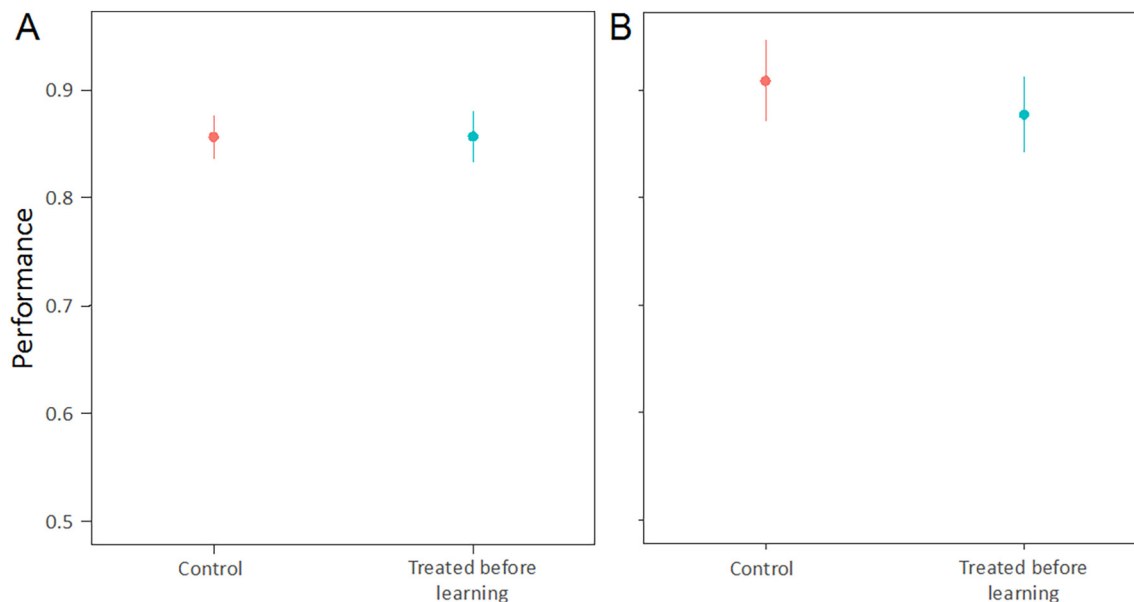 A
B
Performance
0.9
0.8
0.7
0.6
0.5
Control
Treated before
learning
Control
Treated before
learning